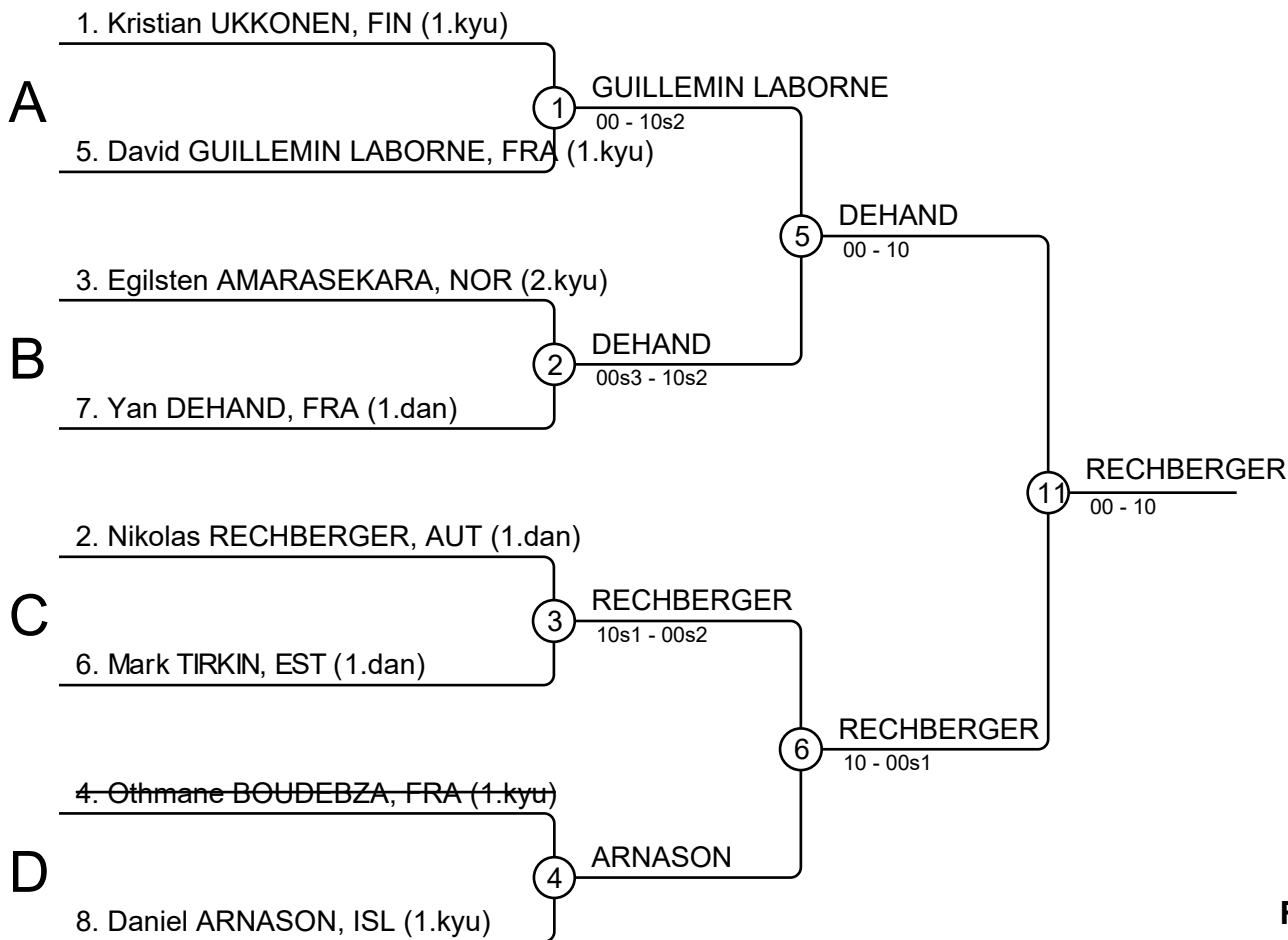 1. Kristian UKKONEN, FIN (1.kyu)
A
1
GUILLEMIN LABORNE
00 - 10s2
5. David GUILLEMIN LABORNE, FRA (1.kyu)
5
DEHAND
00 - 10
3. Egilsten AMARASEKARA, NOR (2.kyu)
B
2
DEHAND
00s3 - 10s2
7. Yan DEHAND, FRA (1.dan)
11
RECHBERGER
00 - 10
2. Nikolas RECHBERGER, AUT (1.dan)
C
3
RECHBERGER
10s1 - 00s2
6. Mark TIRKIN, EST (1.dan)
6
RECHBERGER
10 - 00s1
4. Othmane BOUDEBZA, FRA (1.kyu)
D
4
ARNASON
8. Daniel ARNASON, ISL (1.kyu)